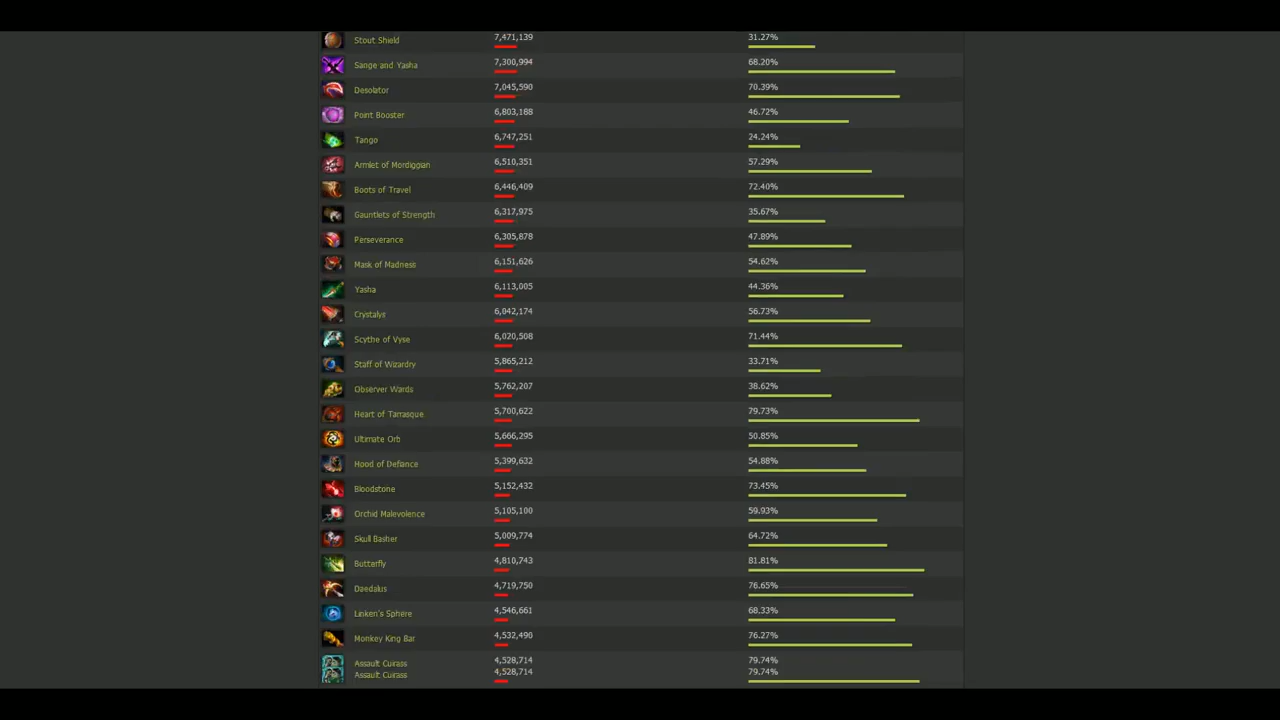 Stout Shield 7,471,139 31.27%
Sange and Yasha 7,300,994 68.20%
Desolator 7,045,590 70.39%
Point Booster 6,803,188 46.72%
Tango 6,747,251 24.24%
Armlet of Mordiggian 6,510,351 57.29%
Boots of Travel 6,446,409 72.40%
Gauntlets of Strength 6,317,975 35.67%
Perseverance 6,305,878 47.89%
Mask of Madness 6,151,626 54.62%
Yasha 6,113,005 44.36%
Crystalys 6,042,174 56.73%
Scythe of Vyse 6,020,508 71.44%
Staff of Wizardry 5,865,212 33.71%
Observer Wards 5,762,207 38.62%
Heart of Tarrasque 5,700,622 79.73%
Ultimate Orb 5,666,295 50.85%
Hood of Defiance 5,399,632 54.88%
Bloodstone 5,152,432 73.45%
Orchid Malevolence 5,105,100 59.93%
Skull Basher 5,009,774 64.72%
Butterfly 4,810,743 81.81%
Daedalus 4,719,750 76.65%
Linken's Sphere 4,546,661 68.33%
Monkey King Bar 4,532,490 76.27%
Assault Cuirass 4,528,714 79.74%
Assault Cuirass 4,528,714 79.74%